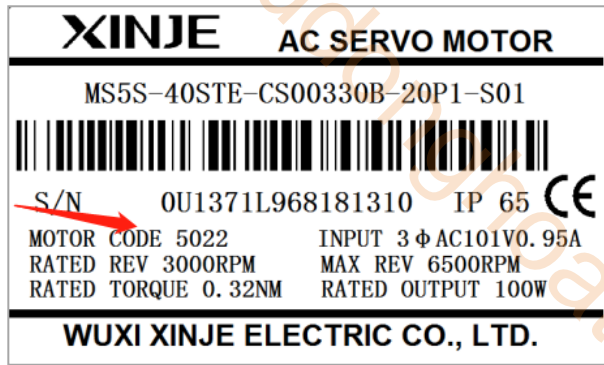 XINJE AC SERVO MOTOR
MS5S-40STE-CS00330B-20P1-S01
S/N 0U1371L968181310 IP 65 CE
MOTOR CODE 5022 INPUT 3ΦAC101V0.95A
RATED REV 3000RPM MAX REV 6500RPM
RATED TORQUE 0.32NM RATED OUTPUT 100W
WUXI XINJE ELECTRIC CO., LTD.